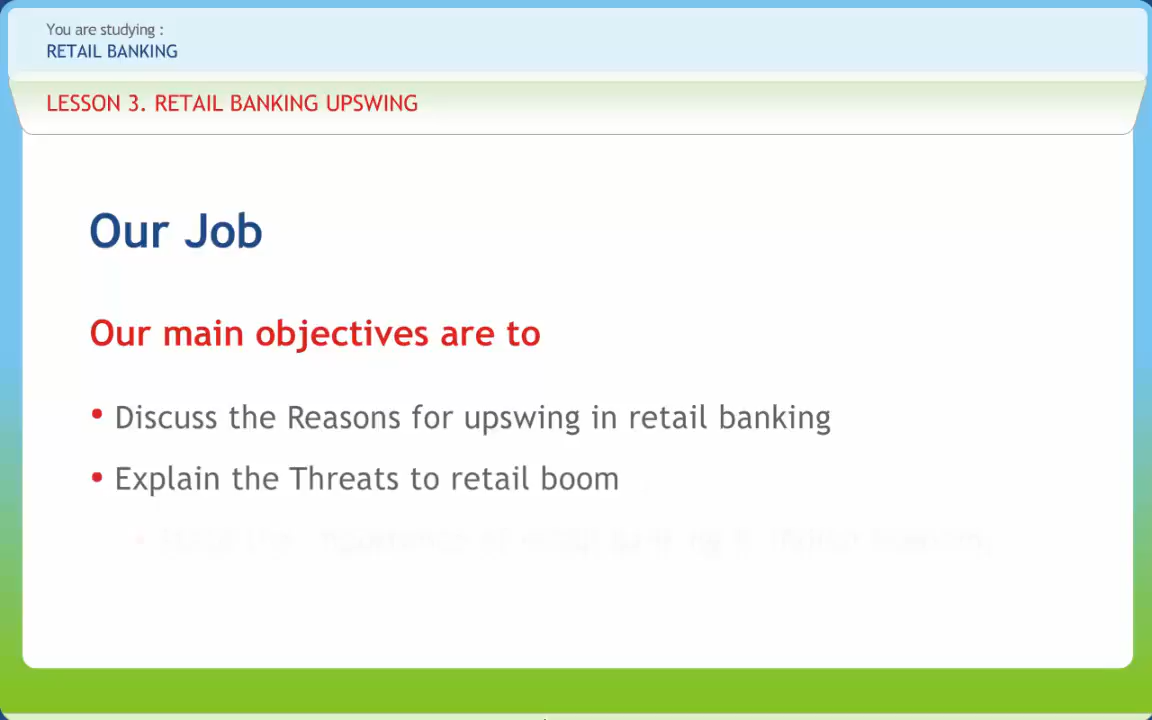 You are studying :
RETAIL BANKING
LESSON 3. RETAIL BANKING UPSWING
Our Job
Our main objectives are to
• Discuss the Reasons for upswing in retail banking
• Explain the Threats to retail boom